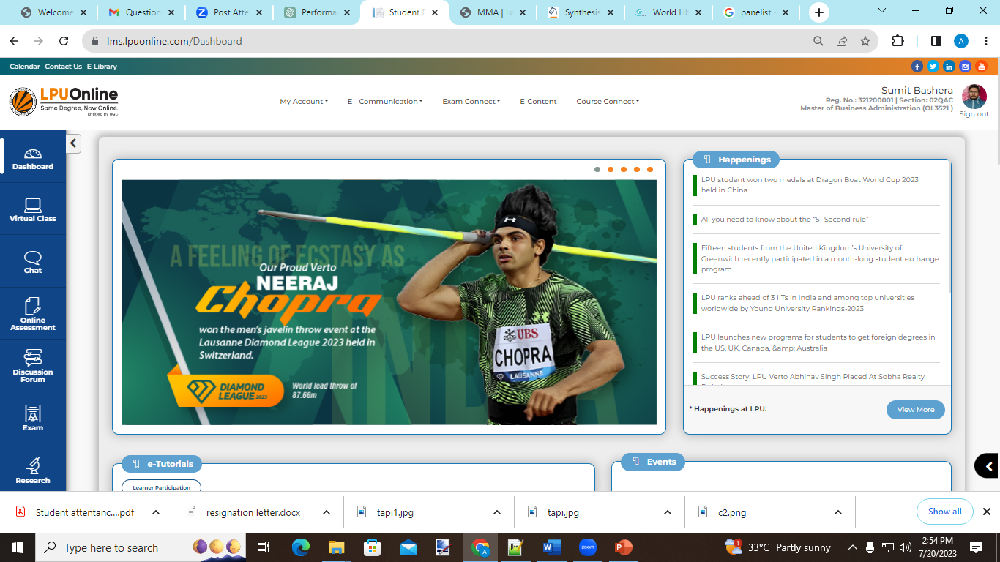 Welcome
Question
Post Atte
Performa
Student D
MMA | Lo
Synthesis
World Lib
panelist -
lms.lpuonline.com/Dashboard
A
Calendar Contact Us E-Library
LPUOnline
Same Degree, Now Online.
Entitled by UGC
My Account
E - Communication
Exam Connect
E-Content
Course Connect
Sumit Bashera
Reg. No.: 321200001 | Section: 02QAC
Master of Business Administration (OL3521 )
Sign out
Dashboard
Virtual Class
Chat
Online
Assessment
Discussion
Forum
Exam
Research
A FEELING OF ECSTASY AS
Our Proud Verto
NEERAJ
Chopra
won the men's javelin throw event at the
Lausanne Diamond League 2023 held in
Switzerland.
DIAMOND
LEAGUE 2023
World lead throw of
87.66m
UBS
CHOPRA
LAUSANNE
Happenings
LPU student won two medals at Dragon Boat World Cup 2023
held in China
All you need to know about the “5- Second rule”
Fifteen students from the United Kingdom’s University of
Greenwich recently participated in a month-long student exchange
program
LPU ranks ahead of 3 IITs in India and among top universities
worldwide by Young University Rankings-2023
LPU launches new programs for students to get foreign degrees in
the US, UK, Canada, &amp; Australia
Success Story: LPU Verto Abhinav Singh Placed At Sobha Realty,
* Happenings at LPU.
View More
e-Tutorials
Learner Participation
Events
Student attentanc....pdf
resignation letter.docx
tapi1.jpg
tapi.jpg
c2.png
Show all
Type here to search
zoom
33°C Partly sunny
2:54 PM
7/20/2023